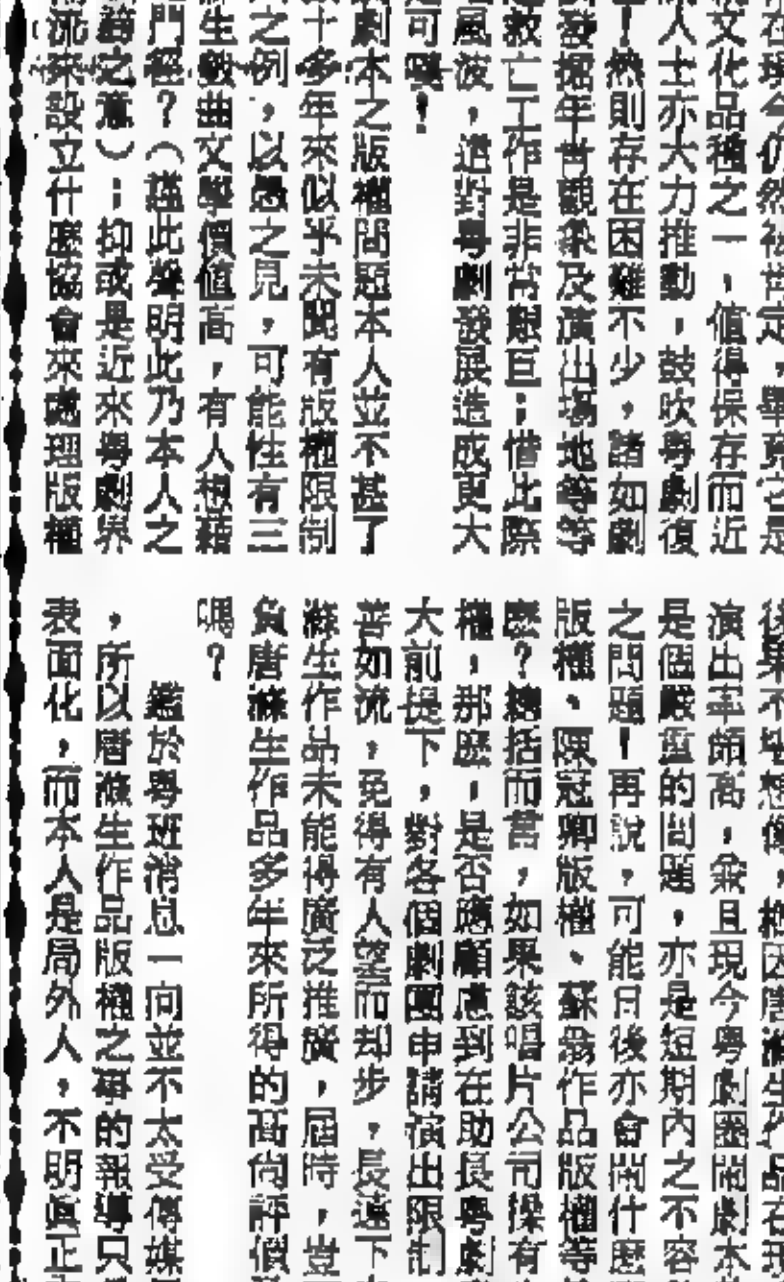 在現今仍然被肯定，畢竟它是
文化品種之一，值得保存而近
人士亦大力推動，鼓吹粵劇復
！然則存在困難不少，諸如劇
發掘年青觀衆及演出場地等等
救亡工作是非常艱巨；惜此際
風波，這對粵劇發展造成更大
可嘆！
劇本之版權問題本人並不甚了
十多年來似乎未聞有版權限制
之例，以愚之見，可能性有三
生戲曲文學價值高，有人想藉
門徑？（謹此聲明此乃本人之
之意）；抑或是近來粵劇界
流來設立什麼協會來處理版權
後果不堪想像，概因唐滌生作品在現
演出率頗高，兼且現今粵劇圈開劇本
是個嚴重的問題，亦是短期內之不容
之問題！再說，可能日後亦會開什麼
版權、陳冠卿版權、蘇翁作品版權等
麼？總括而言，如果該唱片公司操有
權，那麼，是否應顧慮到在助長粵劇
大前提下，對各個劇團申請演出限制
善如流，免得有人望而却步，長遠下
滌生作品未能得廣泛推廣，屆時，豈
負唐滌生作品多年來所得的高尚評價
嗎？
鑑於粵班消息一向並不太受傳媒
，所以唐滌生作品版權之事的報導只
表面化，而本人是局外人，不明眞正